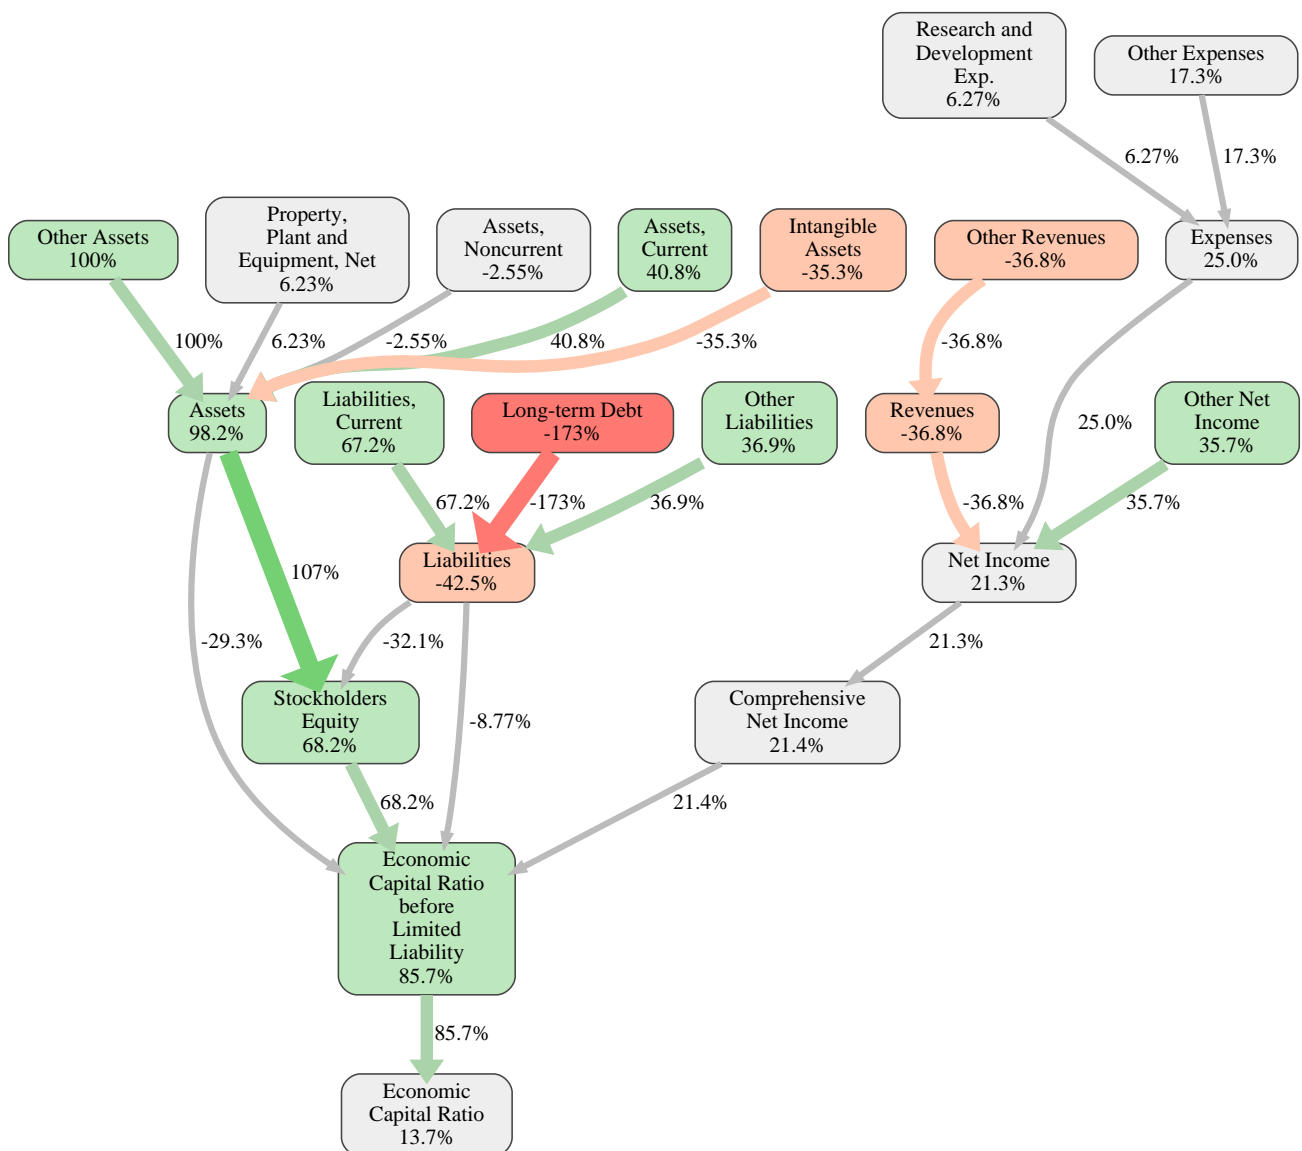 Research and
Development
Exp.
6.27%
Other Expenses
17.3%
6.27%
17.3%
Other Assets
100%
Property,
Plant and
Equipment, Net
6.23%
Assets,
Noncurrent
-2.55%
Assets,
Current
40.8%
Intangible
Assets
-35.3%
Other Revenues
-36.8%
Expenses
25.0%
100%
6.23%
-2.55%
40.8%
-35.3%
-36.8%
Assets
98.2%
Liabilities,
Current
67.2%
Long-term Debt
-173%
Other
Liabilities
36.9%
Revenues
-36.8%
25.0%
Other Net
Income
35.7%
67.2%
-173%
36.9%
-36.8%
35.7%
107%
Liabilities
-42.5%
Net Income
21.3%
-29.3%
-32.1%
21.3%
Stockholders
Equity
68.2%
-8.77%
Comprehensive
Net Income
21.4%
68.2%
21.4%
Economic
Capital Ratio
before
Limited
Liability
85.7%
85.7%
Economic
Capital Ratio
13.7%